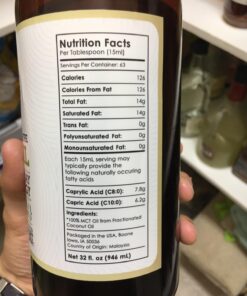 Nutrition Facts
Per Tablespoon (15ml)
Servings Per Container: 63
Calories 126
Calories From Fat 126
Total Fat: 14g
Saturated Fat: 14g
Trans Fat: 0g
Polyunsaturated Fat: 0g
Monounsaturated Fat: 0g
Each 15mL serving may
typically provide the
following naturally occuring
fatty acids
Caprylic Acid (C8:0): 7.8g
Capric Acid (C10:0): 6.2g
Ingredients:
*100% MCT Oil from Fractionated
Coconut Oil
Packaged in the USA, Boone
Iowa, IA 50036
Country of Origin: Malaysia
Net 32 fl. oz (946 mL)